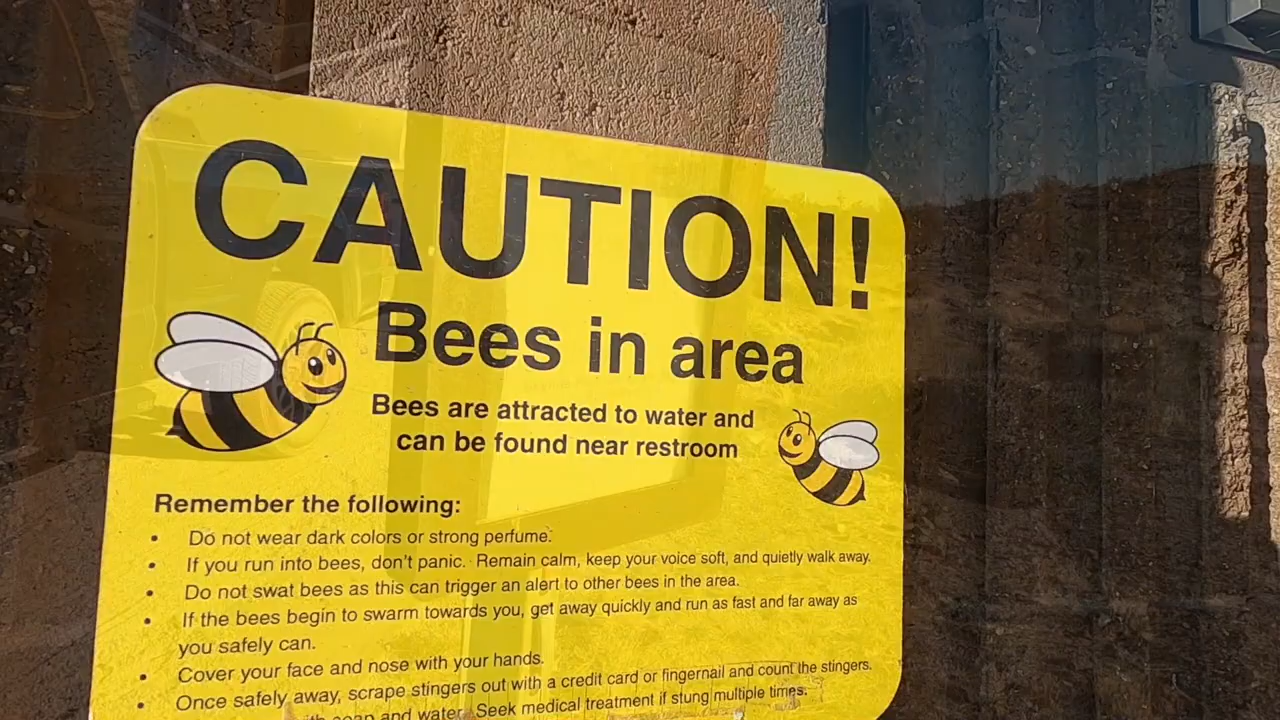 CAUTION!
Bees in area
Bees are attracted to water and
can be found near restroom
Remember the following:
• Do not wear dark colors or strong perfume.
• If you run into bees, don't panic. Remain calm, keep your voice soft, and quietly walk away.
• Do not swat bees as this can trigger an alert to other bees in the area.
• If the bees begin to swarm towards you, get away quickly and run as fast and far away as
you safely can.
• Cover your face and nose with your hands.
• Once safely away, scrape stingers out with a credit card or fingernail and count the stingers.
soap and water. Seek medical treatment if stung multiple times.